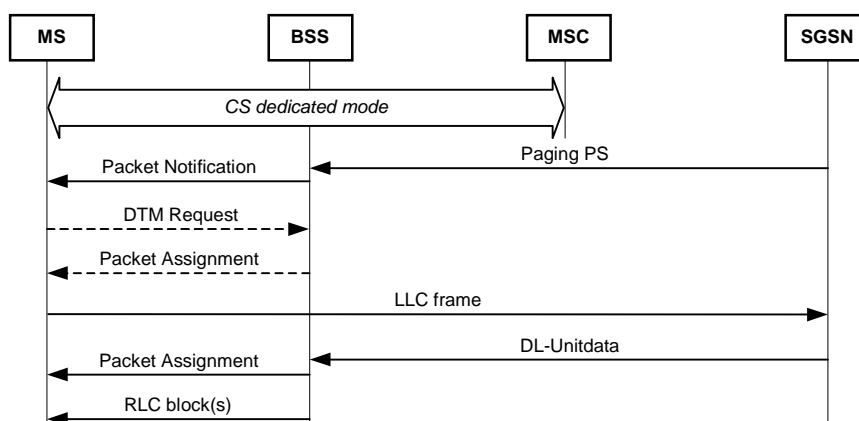 MS
BSS
MSC
SGSN
CS dedicated mode
Paging PS
Packet Notification
DTM Request
Packet Assignment
LLC frame
DL-Unitdata
Packet Assignment
RLC block(s)